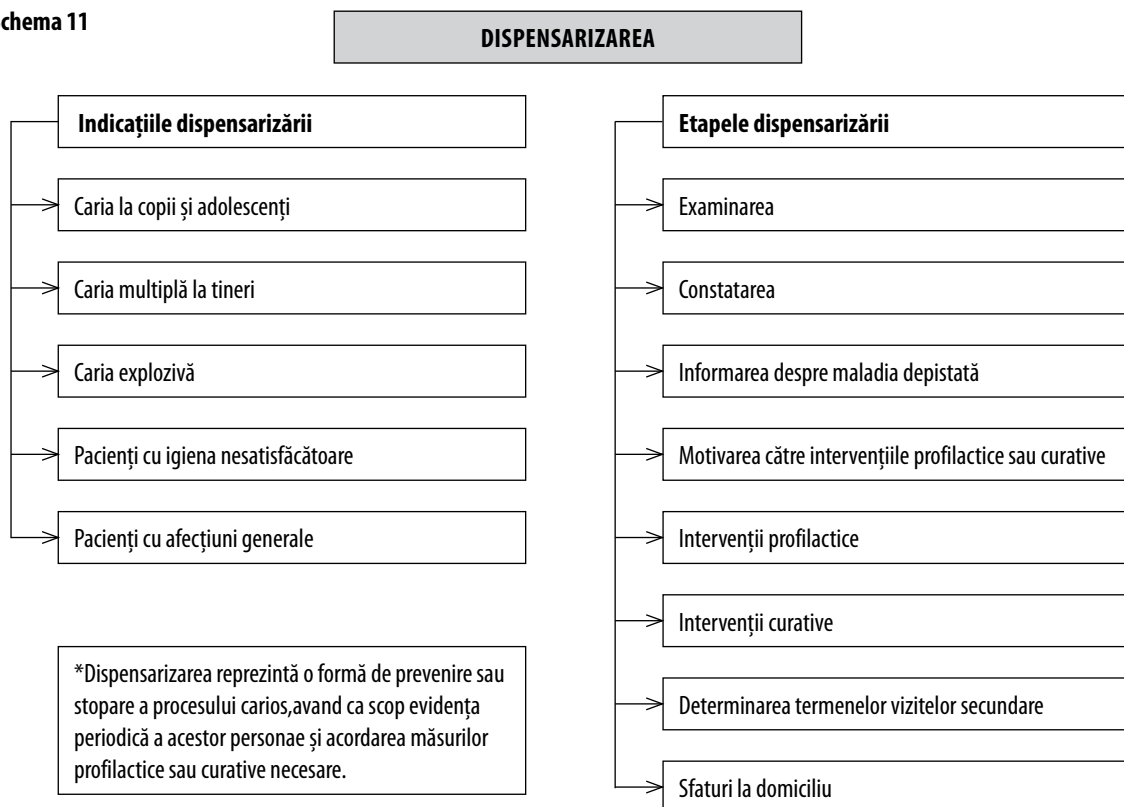 chema 11
DISPENSARIZAREA
Indicațiile dispensarizării
Caria la copii și adolescenți
Caria multiplă la tineri
Caria explozivă
Pacienți cu igiena nesatisfăcătoare
Pacienți cu afecțiuni generale
*Dispensarizarea reprezintă o formă de prevenire sau
stopare a procesului carios,avand ca scop evidența
periodică a acestor personae și acordarea măsurilor
profilactice sau curative necesare.
Etapele dispensarizării
Examinarea
Constatarea
Informarea despre maladia depistată
Motivarea către intervențiile profilactice sau curative
Intervenții profilactice
Intervenții curative
Determinarea termenelor vizitelor secundare
Sfaturi la domiciliu